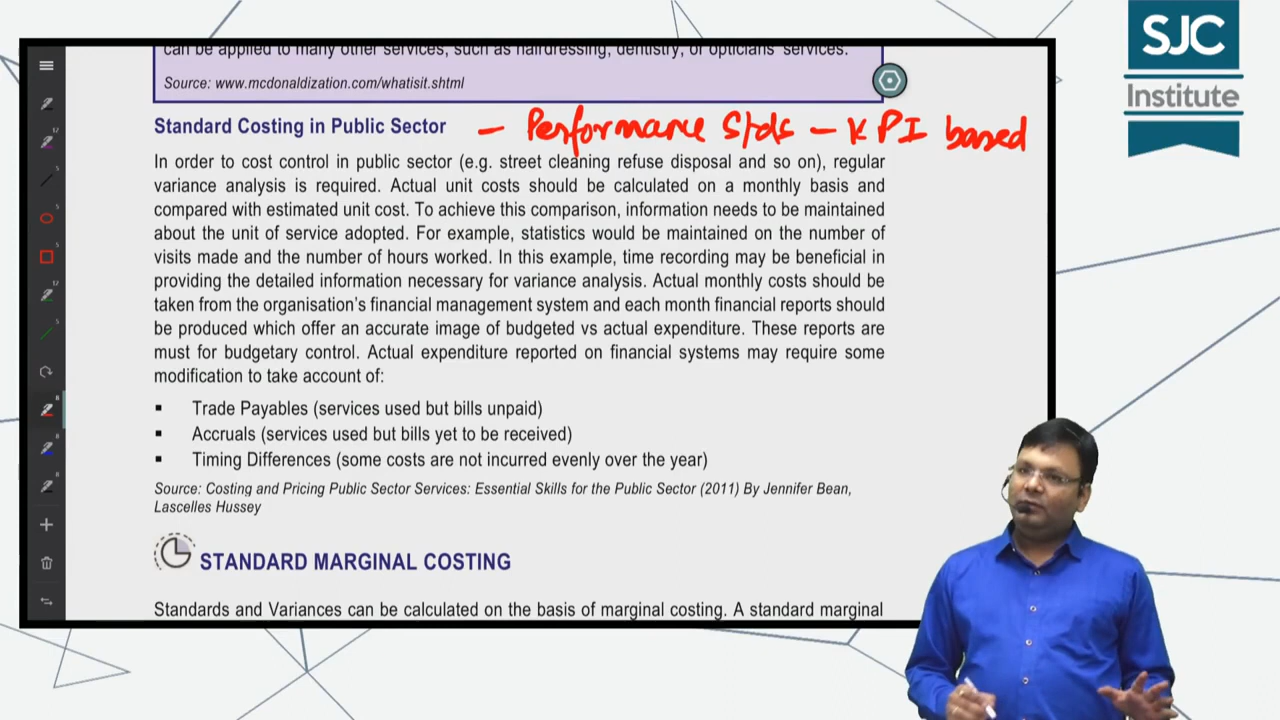 SJC
Institute
can be applied to many other services, such as hairdressing, dentistry, or opticians' services.
Source: www.mcdonaldization.com/whatisit.shtml
Standard Costing in Public Sector — Performance Stds — KPI based
In order to cost control in public sector (e.g. street cleaning refuse disposal and so on), regular
variance analysis is required. Actual unit costs should be calculated on a monthly basis and
compared with estimated unit cost. To achieve this comparison, information needs to be maintained
about the unit of service adopted. For example, statistics would be maintained on the number of
visits made and the number of hours worked. In this example, time recording may be beneficial in
providing the detailed information necessary for variance analysis. Actual monthly costs should be
taken from the organisation's financial management system and each month financial reports should
be produced which offer an accurate image of budgeted vs actual expenditure. These reports are
must for budgetary control. Actual expenditure reported on financial systems may require some
modification to take account of:
▪ Trade Payables (services used but bills unpaid)
▪ Accruals (services used but bills yet to be received)
▪ Timing Differences (some costs are not incurred evenly over the year)
Source: Costing and Pricing Public Sector Services: Essential Skills for the Public Sector (2011) By Jennifer Bean,
Lascelles Hussey
STANDARD MARGINAL COSTING
Standards and Variances can be calculated on the basis of marginal costing. A standard marginal